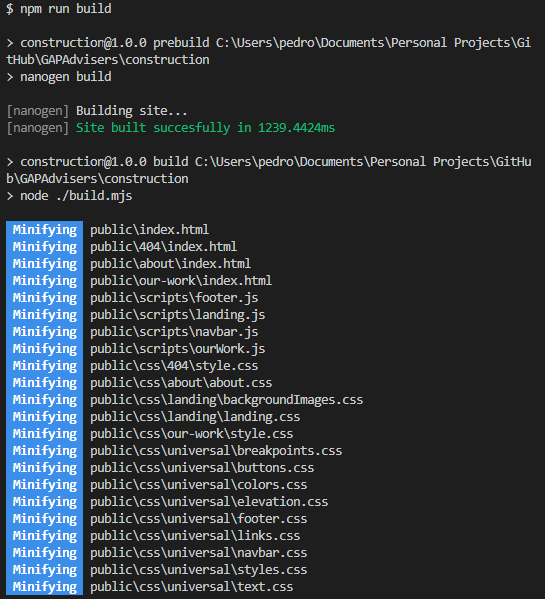 $ npm run build
> construction@1.0.0 prebuild C:\Users\pedro\Documents\Personal Projects\Gi
tHub\GAPAdvisers\construction
> nanogen build
[nanogen] Building site...
[nanogen] Site built succesfully in 1239.4424ms
> construction@1.0.0 build C:\Users\pedro\Documents\Personal Projects\GitHu
b\GAPAdvisers\construction
> node ./build.mjs
Minifying public\index.html
Minifying public\404\index.html
Minifying public\about\index.html
Minifying public\our-work\index.html
Minifying public\scripts\footer.js
Minifying public\scripts\landing.js
Minifying public\scripts\navbar.js
Minifying public\scripts\ourWork.js
Minifying public\css\404\style.css
Minifying public\css\about\about.css
Minifying public\css\landing\backgroundImages.css
Minifying public\css\landing\landing.css
Minifying public\css\our-work\style.css
Minifying public\css\universal\breakpoints.css
Minifying public\css\universal\buttons.css
Minifying public\css\universal\colors.css
Minifying public\css\universal\elevation.css
Minifying public\css\universal\footer.css
Minifying public\css\universal\links.css
Minifying public\css\universal\navbar.css
Minifying public\css\universal\styles.css
Minifying public\css\universal\text.css